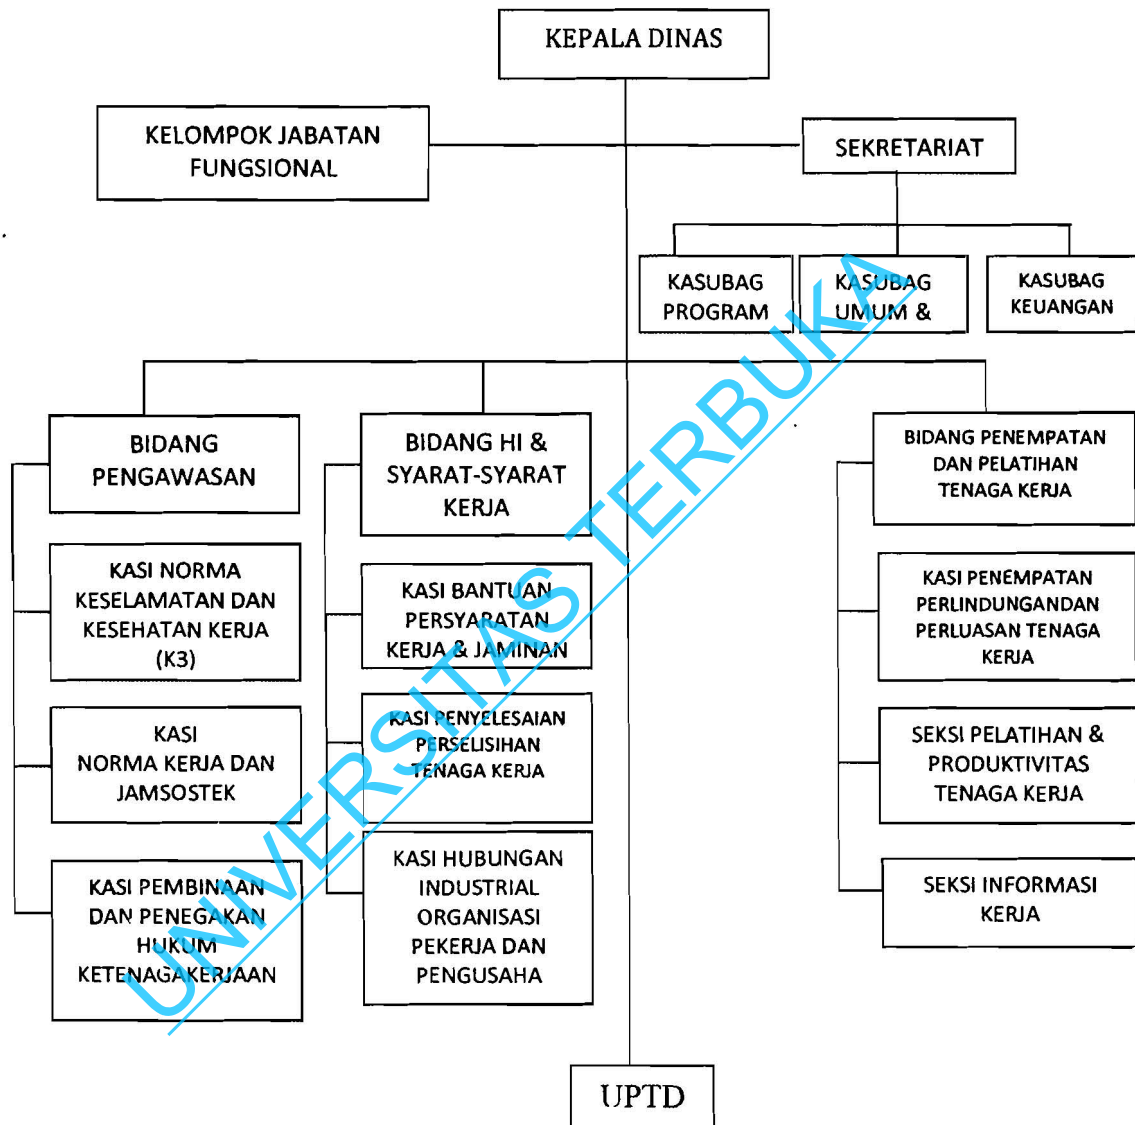 KEPALA DINAS
KELOMPOK JABATAN
FUNGSIONAL
SEKRETARIAT
KASUBAG
PROGRAM
KASUBAG
UMUM &
KASUBAG
KEUANGAN
BIDANG
PENGAWASAN
KASI NORMA
KESELAMATAN DAN
KESEHATAN KERJA
(K3)
KASI
NORMA KERJA DAN
JAMSOSTEK
KASI PEMBINAAN
DAN PENEGAKAN
HUKUM
KETENAGAKERJAAN
BIDANG HI &
SYARAT-SYARAT
KERJA
KASI BANTUAN
PERSYARATAN
KERJA & JAMINAN
KASI PENYELESAIAN
PERSELISIHAN
TENAGA KERJA
KASI HUBUNGAN
INDUSTRIAL
ORGANISASI
PEKERJA DAN
PENGUSAHA
BIDANG PENEMPATAN
DAN PELATIHAN
TENAGA KERJA
KASI PENEMPATAN
PERLINDUNGANDAN
PERLUASAN TENAGA
KERJA
SEKSI PELATIHAN &
PRODUKTIVITAS
TENAGA KERJA
SEKSI INFORMASI
KERJA
UPTD
UNIVERSITAS TERBUKA